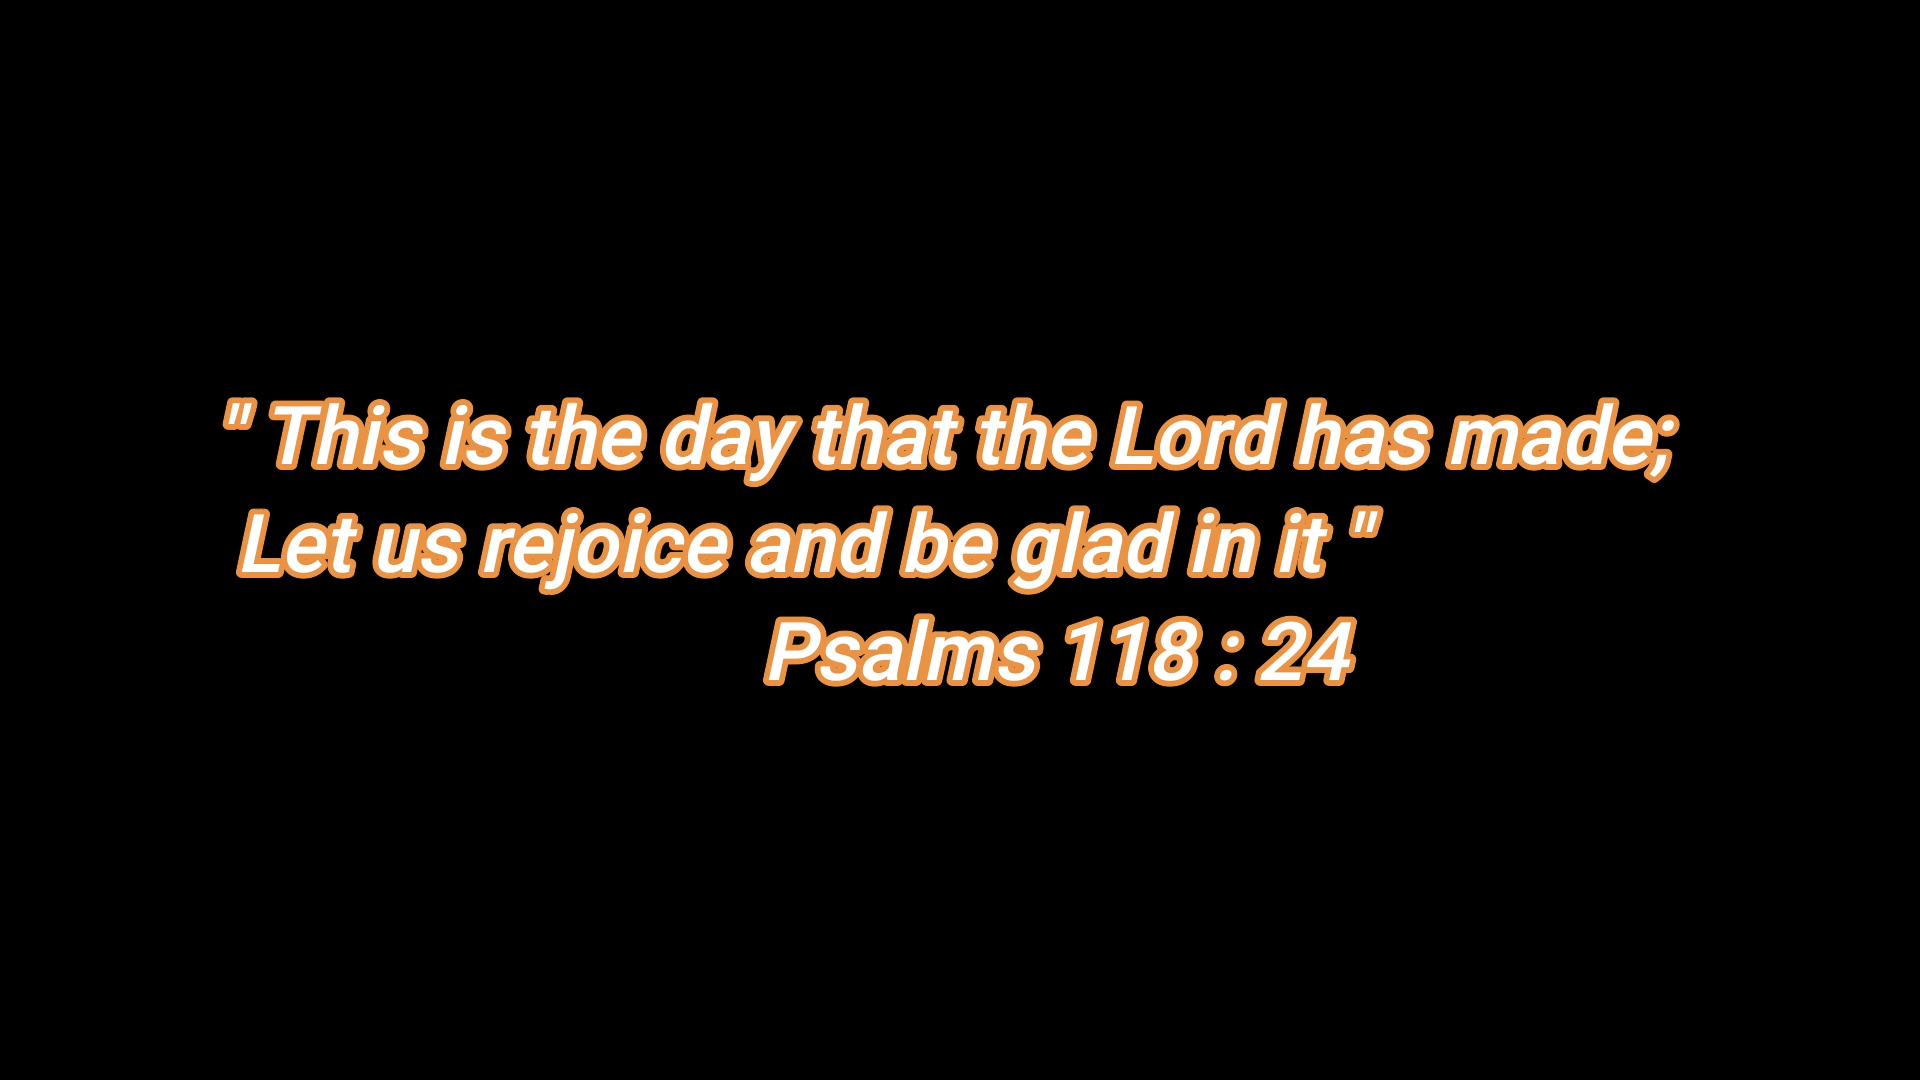 " This is the day that the Lord has made;
Let us rejoice and be glad in it "
Psalms 118 : 24